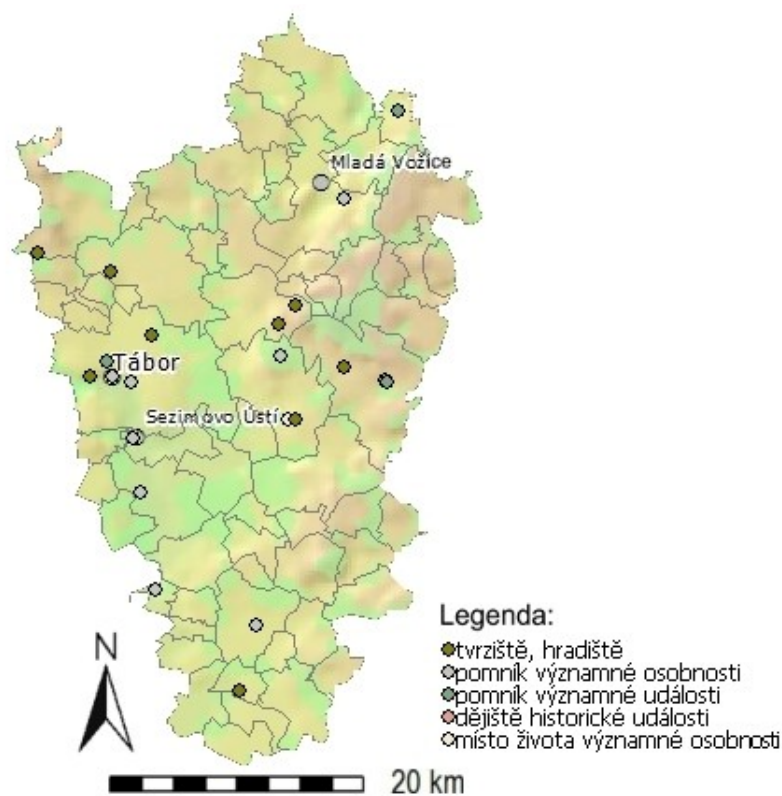 Mladá Vožice
Tábor
Sezimovo Ústí
Legenda:
N
tvrziště, hradiště
pomník významné osobnosti
pomník významné události
dějiště historické události
místo života významné osobnosti
20 km